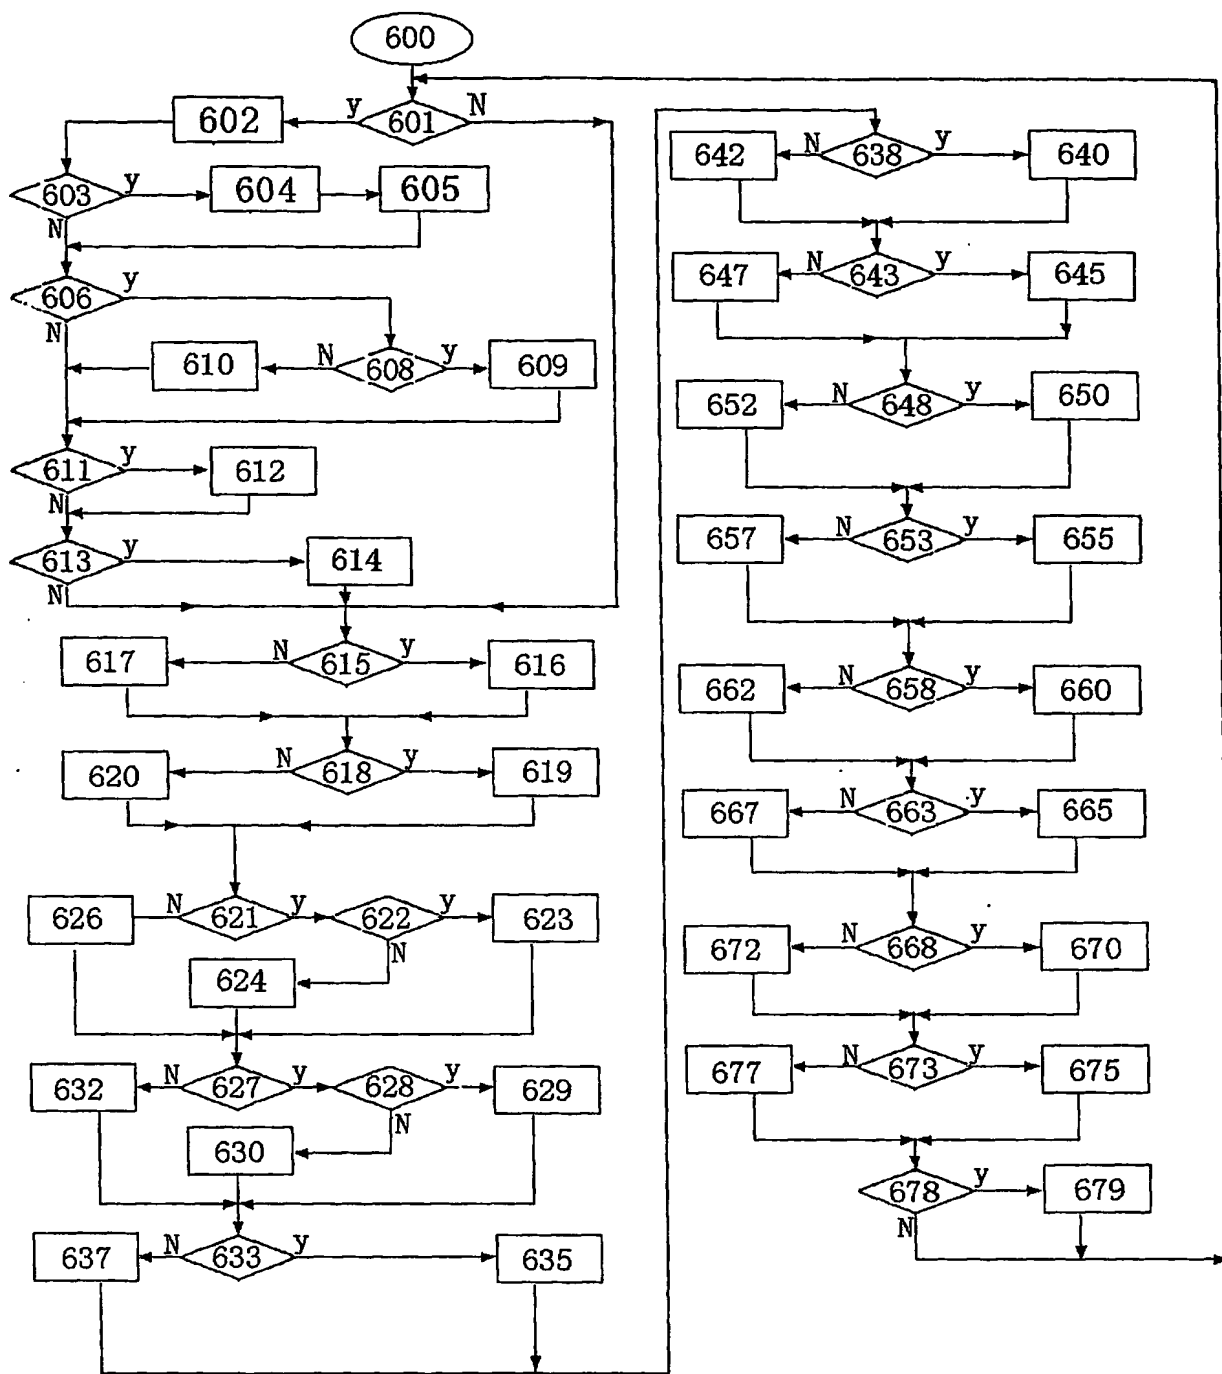 600
602 y 601 N
603 y 604 605
N
606 y
N
610 N 608 y 609
611 y 612
N
613 y 614
N
617 N 615 y 616
620 N 618 y 619
626 N 621 y 622 y 623
N
624
632 N 627 y 628 y 629
N
630
637 N 633 y 635
642 N 638 y 640
647 N 643 y 645
652 N 648 y 650
657 N 653 y 655
662 N 658 y 660
667 N 663 y 665
672 N 668 y 670
677 N 673 y 675
678 y 679
N